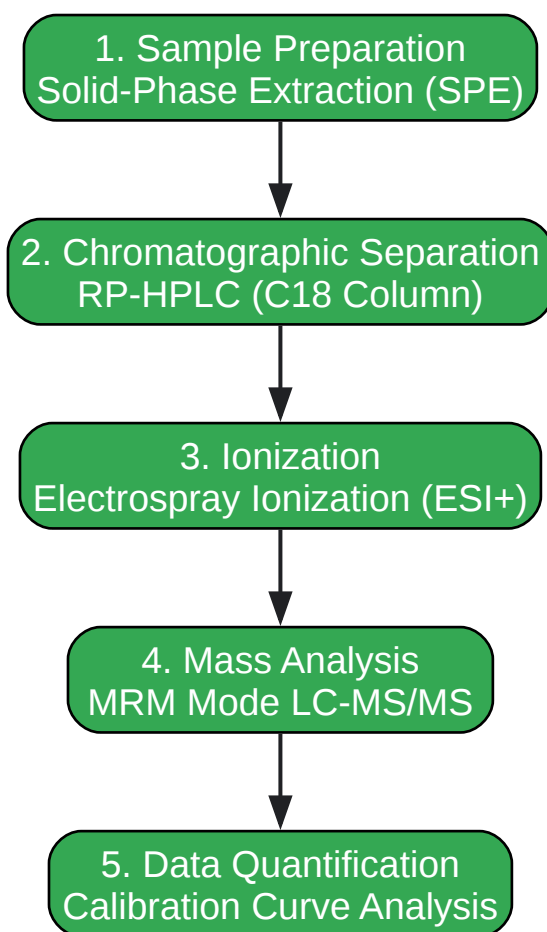 1. Sample Preparation
Solid-Phase Extraction (SPE)
2. Chromatographic Separation
RP-HPLC (C18 Column)
3. Ionization
Electrospray Ionization (ESI+)
4. Mass Analysis
MRM Mode LC-MS/MS
5. Data Quantification
Calibration Curve Analysis